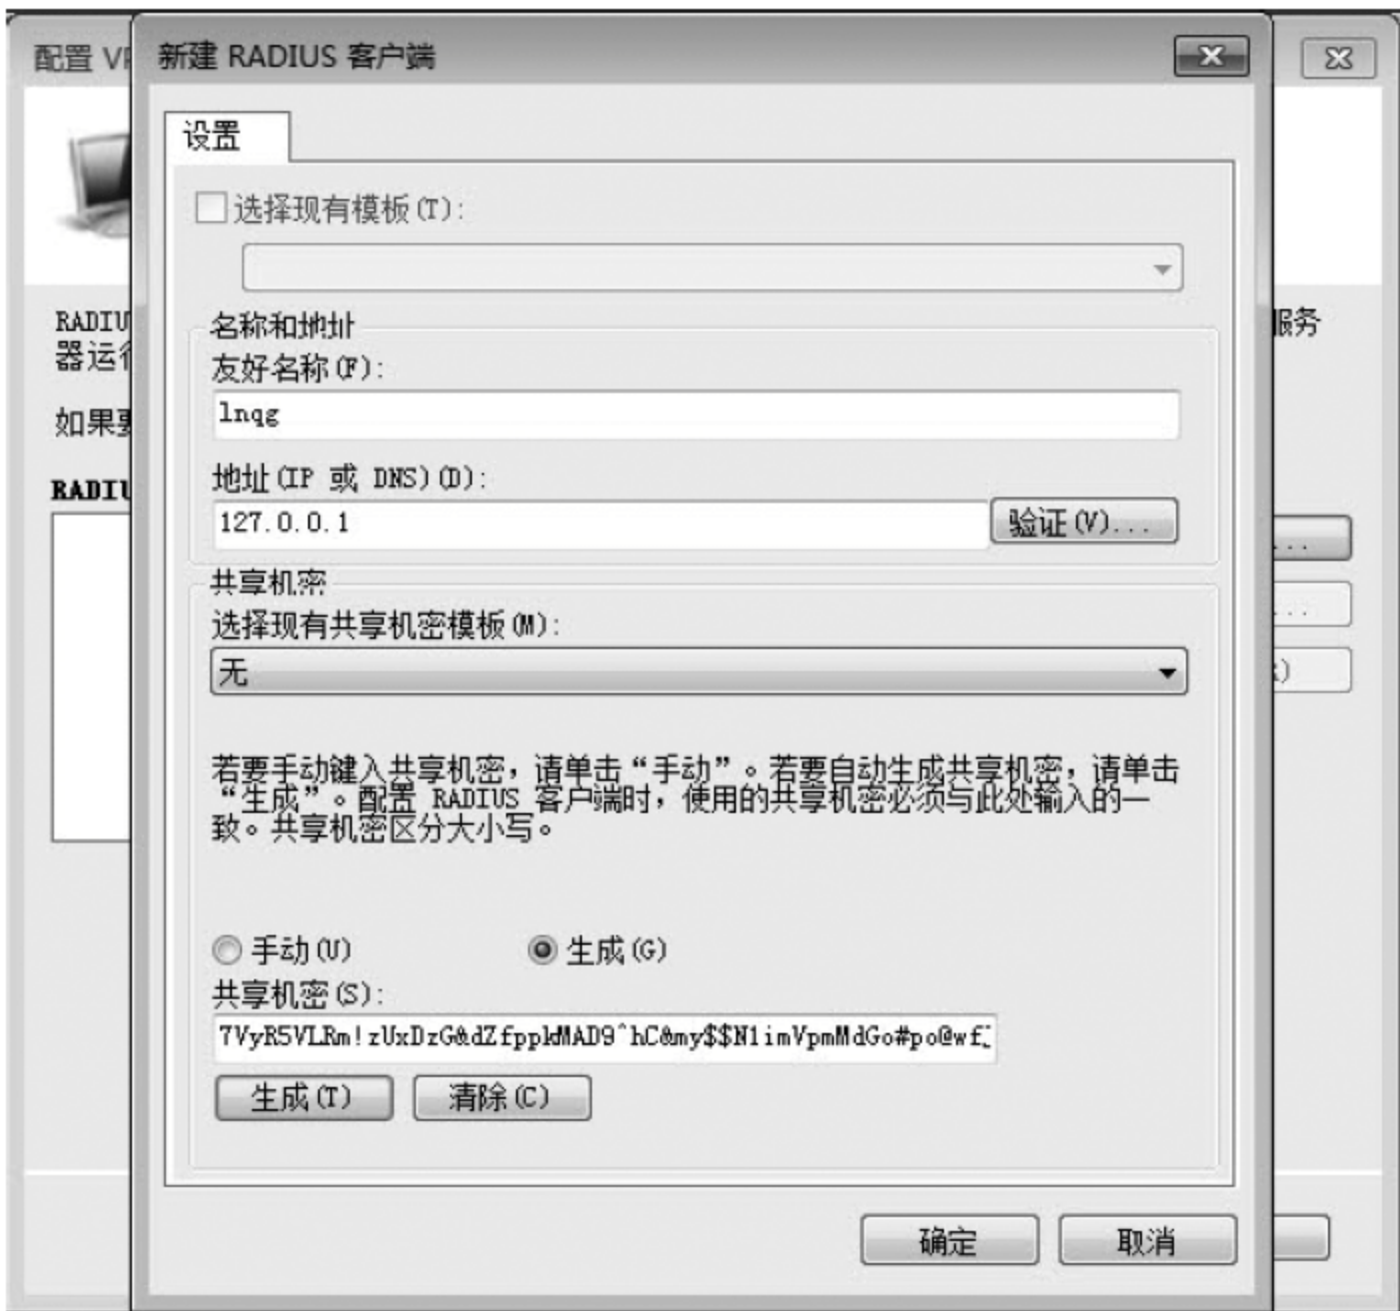 配置 VP
新建 RADIUS 客户端
设置
选择现有模板(T):
RADIU
服务
器运行
名称和地址
友好名称(F):
lnqg
如果要
地址(IP 或 DNS)(D):
RADIU
127.0.0.1
验证(V)...
...
共享机密
选择现有共享机密模板(M):
...
无
)
若要手动键入共享机密，请单击“手动”。若要自动生成共享机密，请单击
“生成”。配置 RADIUS 客户端时，使用的共享机密必须与此处输入的一
致。共享机密区分大小写。
手动(U)
生成(G)
共享机密(S):
7VyR5VLRm!zUxDzG&dZfppkMAD9^hC&my$$N1imVpmMdGo#po@wf
生成(T)
清除(C)
确定
取消